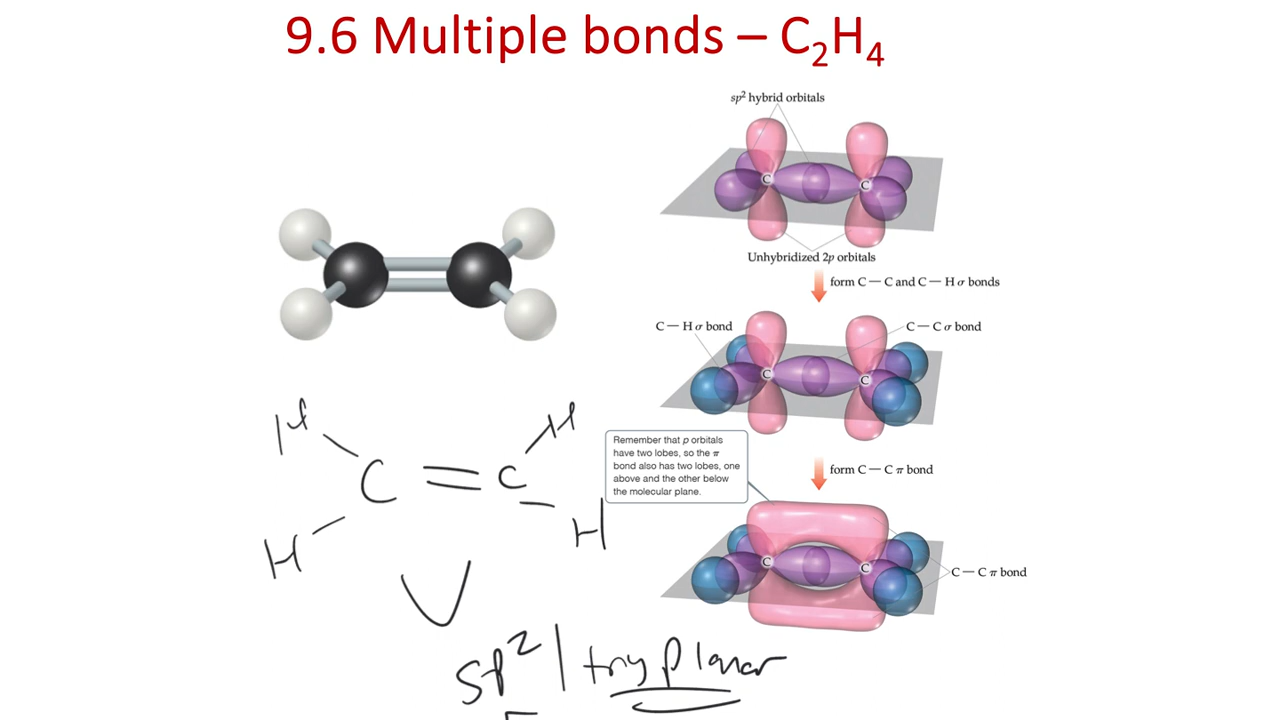 9.6 Multiple bonds – C₂H₄
sp² hybrid orbitals
C
C
Unhybridized 2p orbitals
form C — C and C — H σ bonds
C — H σ bond
C — C σ bond
C
C
Remember that p orbitals
have two lobes, so the π
bond also has two lobes, one
above and the other below
the molecular plane.
form C — C π bond
C
C
C — C π bond
H
H
C = C
H
H
sp² | try planar